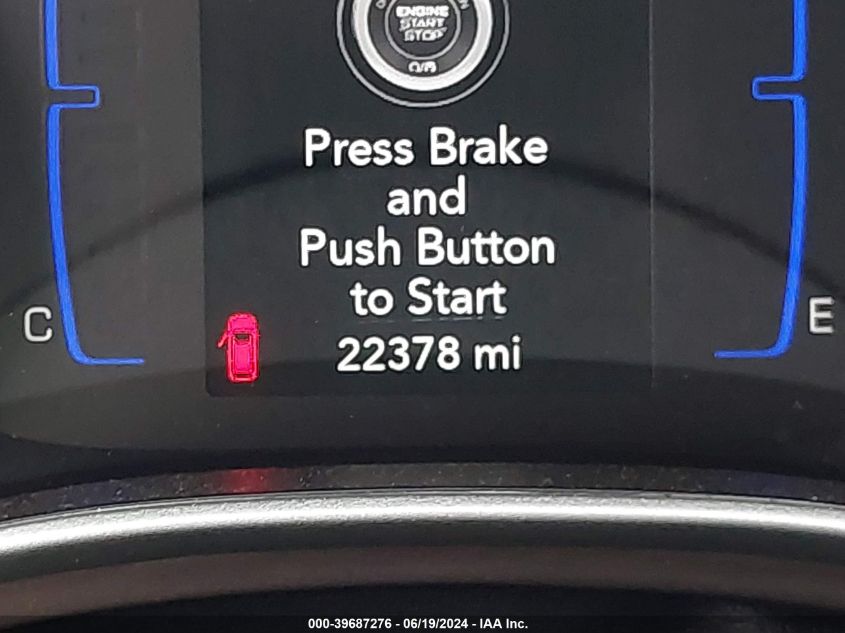 ENGINE
START
STOP
Press Brake
and
Push Button
to Start
C
E
22378 mi
000-39687276 - 06/19/2024 - IAA Inc.